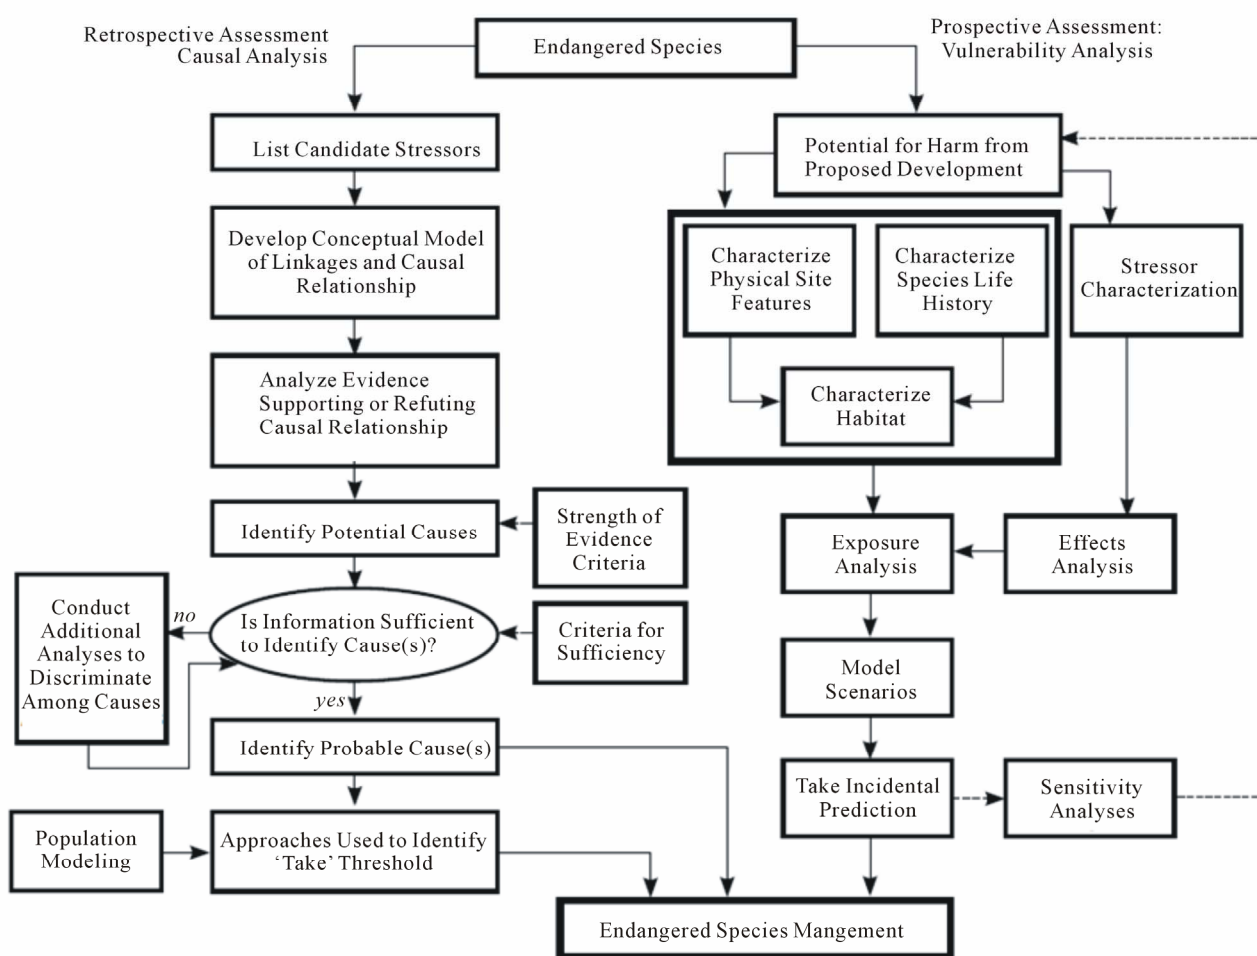 Retrospective Assessment
Causal Analysis
Endangered Species
Prospective Assessment:
Vulnerability Analysis
List Candidate Stressors
Develop Conceptual Model
of Linkages and Causal
Relationship
Analyze Evidence
Supporting or Refuting
Causal Relationship
Identify Potential Causes
Strength of
Evidence
Criteria
Is Information Sufficient
to Identify Cause(s)?
Criteria for
Sufficiency
no
Conduct
Additional
Analyses to
Discriminate
Among Causes
yes
Identify Probable Cause(s)
Population
Modeling
Approaches Used to Identify
‘Take’ Threshold
Potential for Harm from
Proposed Development
Characterize
Physical Site
Features
Characterize
Species Life
History
Stressor
Characterization
Characterize
Habitat
Exposure
Analysis
Effects
Analysis
Model
Scenarios
Take Incidental
Prediction
Sensitivity
Analyses
Endangered Species Mangement